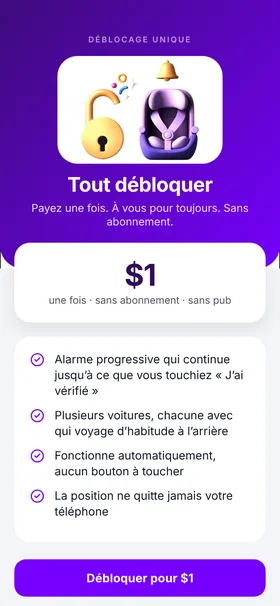 DÉBLOCAGE UNIQUE
Tout débloquer
Payez une fois. À vous pour toujours. Sans
abonnement.
$1
une fois · sans abonnement · sans pub
Alarme progressive qui continue
jusqu’à ce que vous touchiez « J’ai
vérifié »
Plusieurs voitures, chacune avec
qui voyage d’habitude à l’arrière
Fonctionne automatiquement,
aucun bouton à toucher
La position ne quitte jamais votre
téléphone
Débloquer pour $1